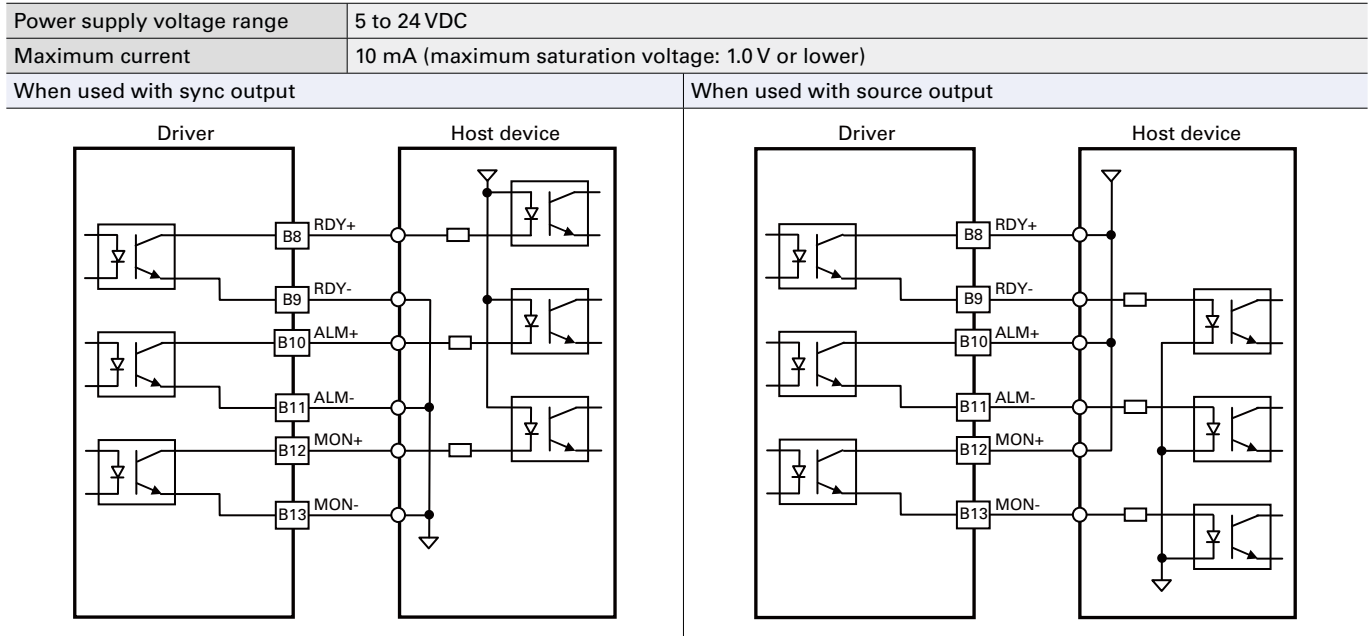 Power supply voltage range 5 to 24 VDC
Maximum current 10 mA (maximum saturation voltage: 1.0 V or lower)
When used with sync output
Driver Host device
B8 RDY+
B9 RDY-
B10 ALM+
B11 ALM-
B12 MON+
B13 MON-
When used with source output
Driver Host device
B8 RDY+
B9 RDY-
B10 ALM+
B11 ALM-
B12 MON+
B13 MON-